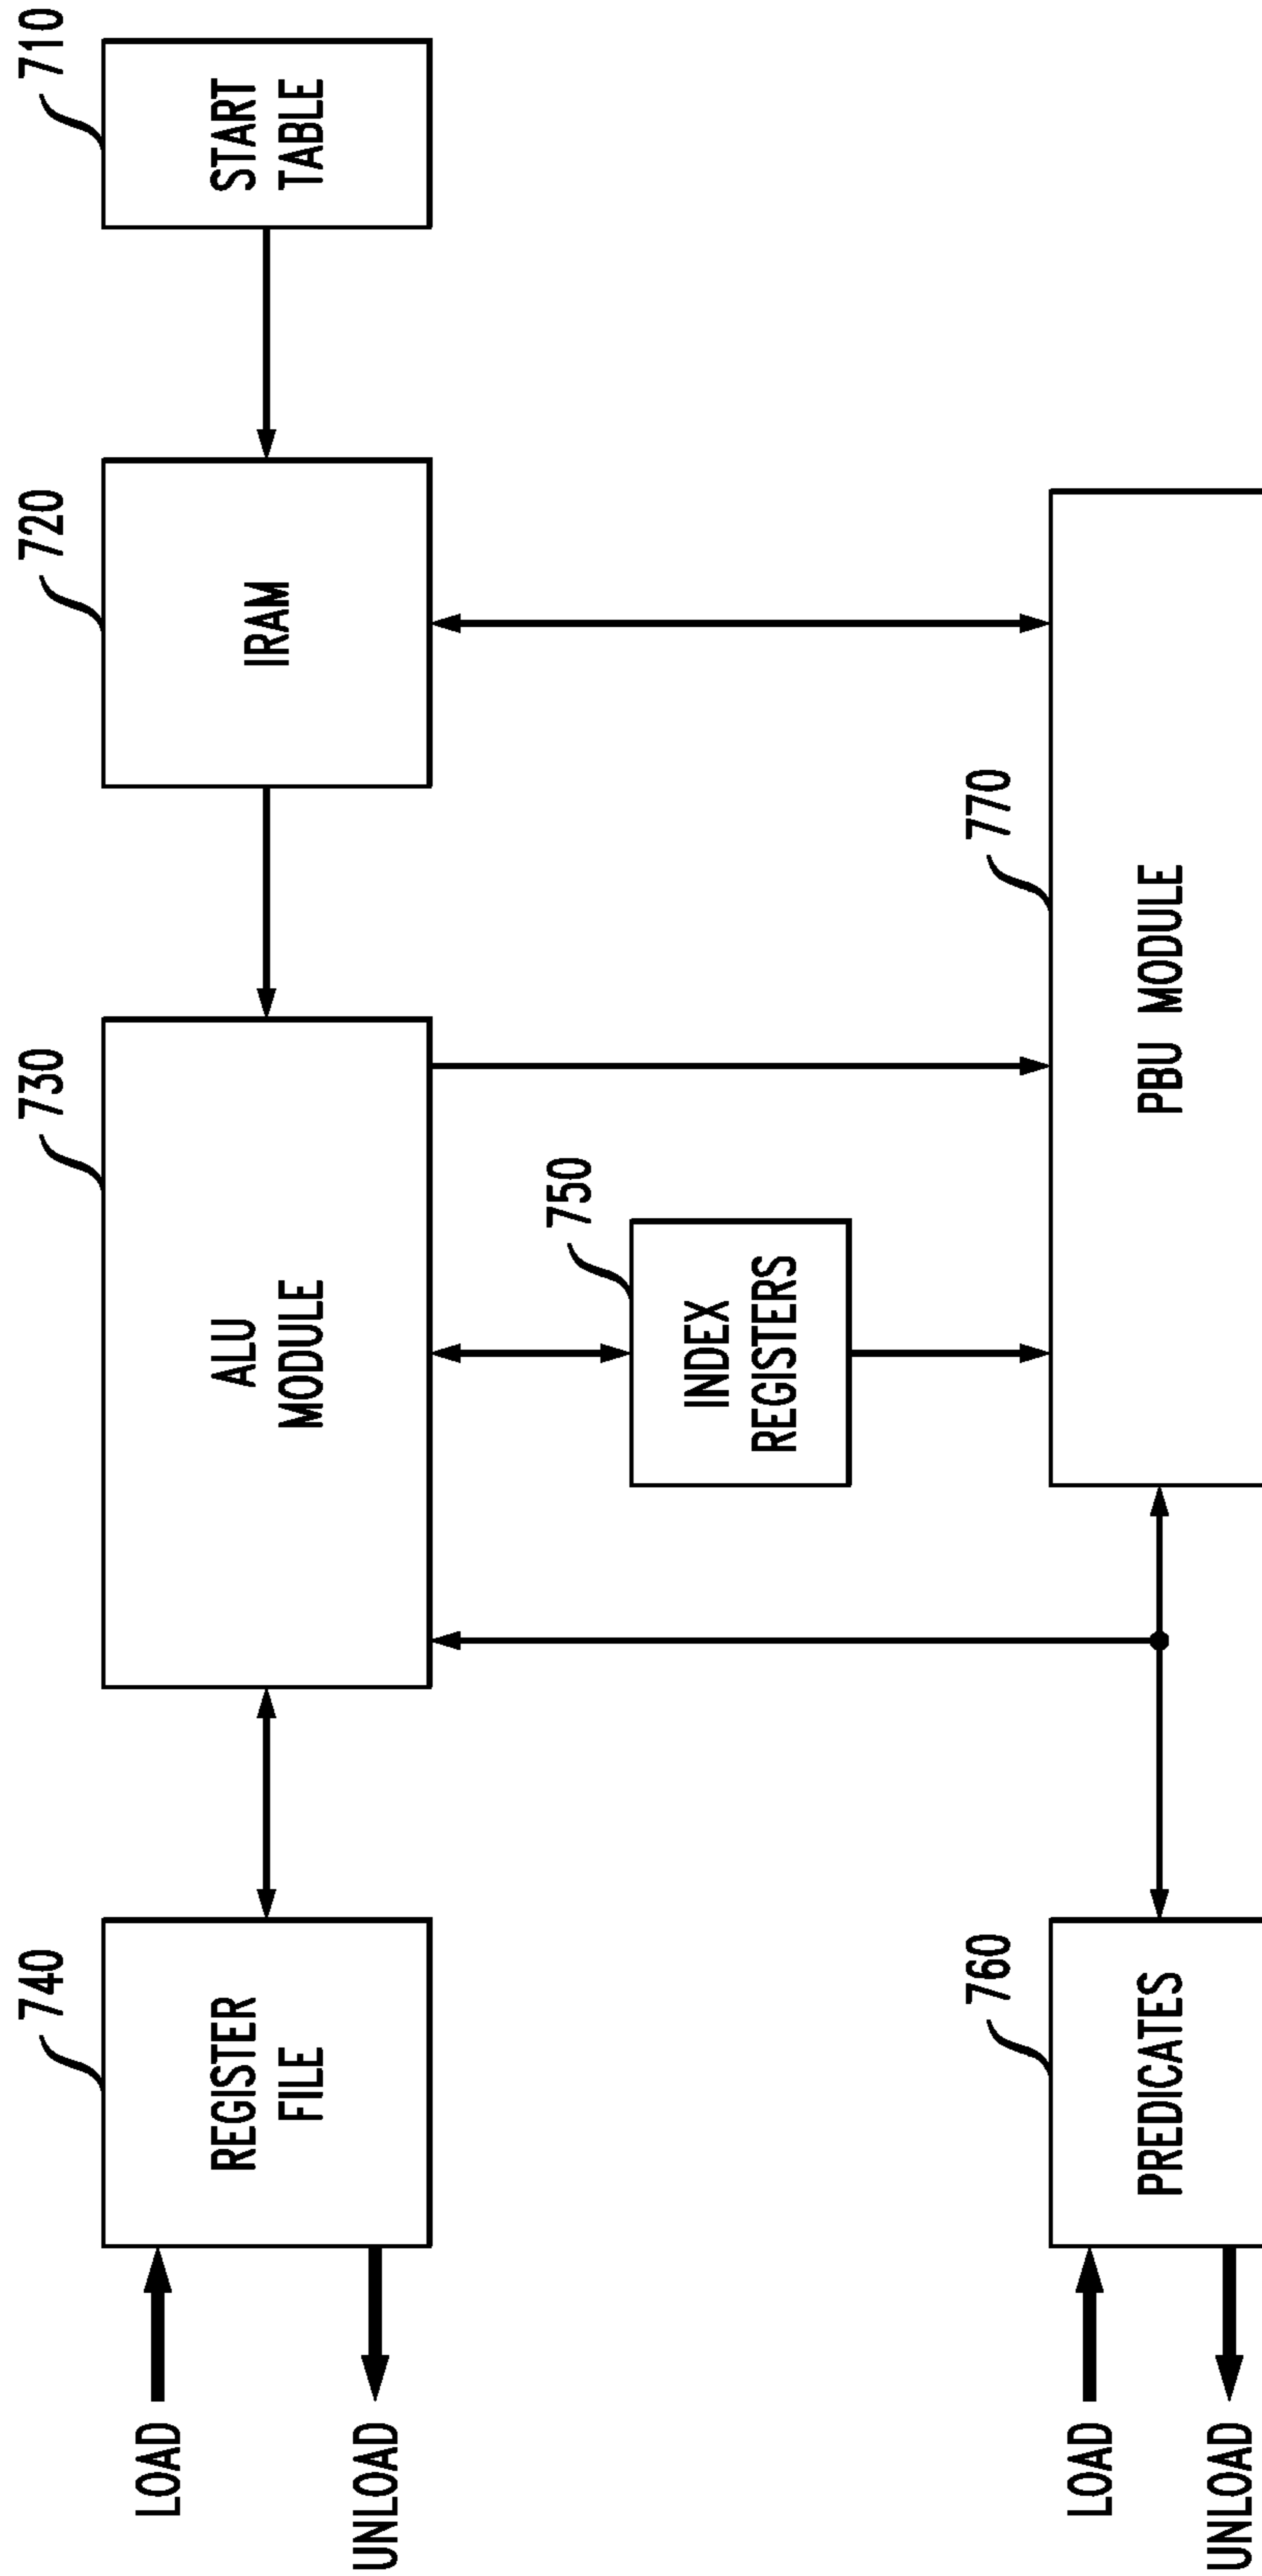 740
730
720
710
LOAD
REGISTER
FILE
ALU
MODULE
IRAM
START
TABLE
UNLOAD
750
INDEX
REGISTERS
760
770
LOAD
PREDICATES
PBU MODULE
UNLOAD